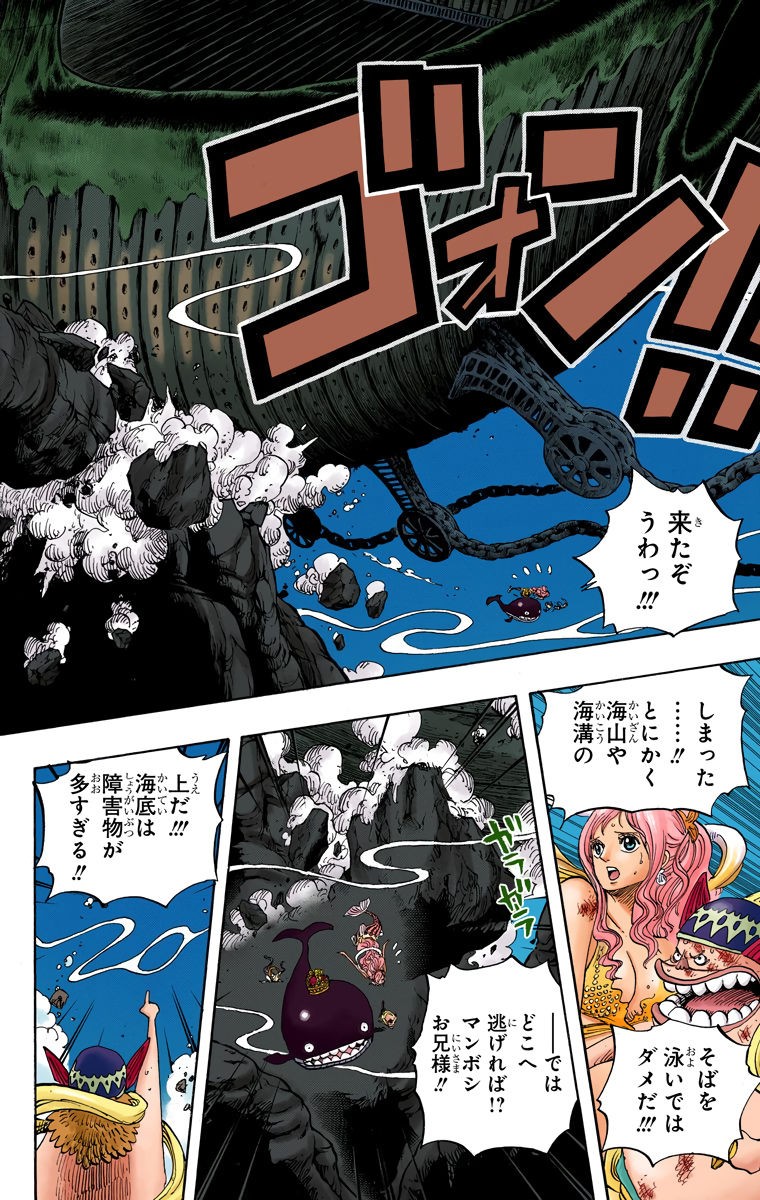 ゴォン!!
来たぞ
うわっ!!!
しまった
……!!
とにかく
海山や
海溝の
そばを
泳いでは
ダメだ!!!
ガラガラ
──では
どこへ
逃げれば!?
マンボシ
お兄様!!
上だ!!!
海底は
障害物が
多すぎる!!